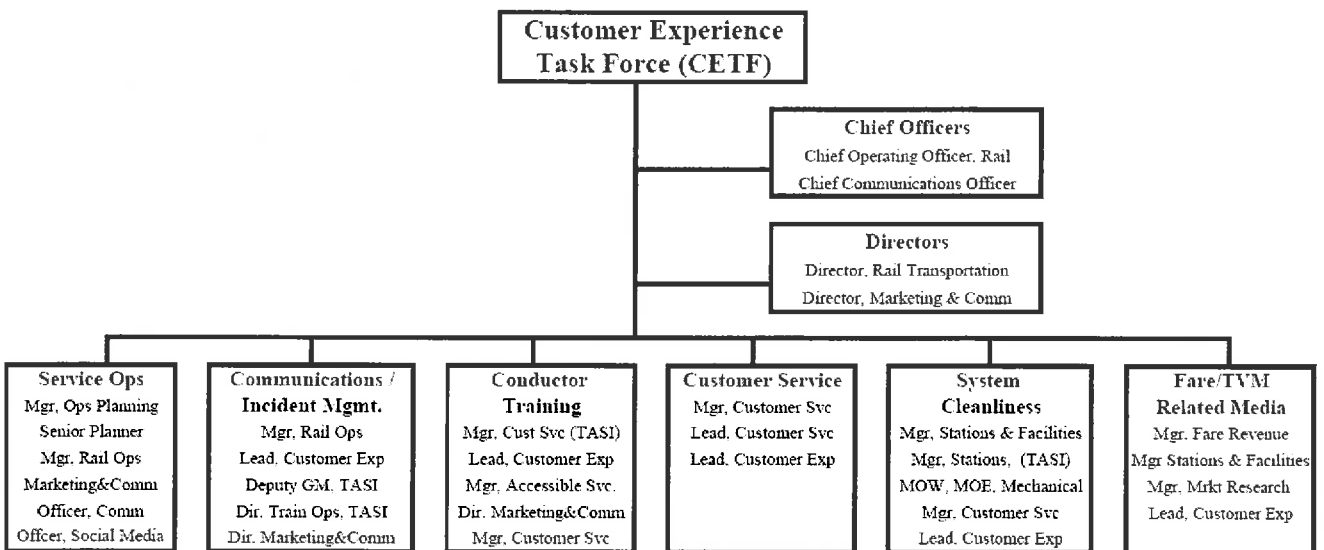 Customer Experience
Task Force (CETF)
Chief Officers
Chief Operating Officer, Rail
Chief Communications Officer
Directors
Director, Rail Transportation
Director, Marketing & Comm
Service Ops
Mgr, Ops Planning
Senior Planner
Mgr, Rail Ops
Marketing&Comm
Officer, Comm
Offcer, Social Media
Communications /
Incident Mgmt.
Mgr, Rail Ops
Lead, Customer Exp
Deputy GM, TASI
Dir. Train Ops, TASI
Dir. Marketing&Comm
Conductor
Training
Mgr, Cust Svc (TASI)
Lead, Customer Exp
Mgr, Accessible Svc.
Dir. Marketing&Comm
Mgr, Customer Svc
Customer Service
Mgr, Customer Svc
Lead, Customer Svc
Lead, Customer Exp
System
Cleanliness
Mgr, Stations & Facilities
Mgr, Stations, (TASI)
MOW, MOE, Mechanical
Mgr, Customer Svc
Lead, Customer Exp
Fare/TVM
Related Media
Mgr. Fare Revenue
Mgr Stations & Facilities
Mgr, Mrkt Research
Lead, Customer Exp